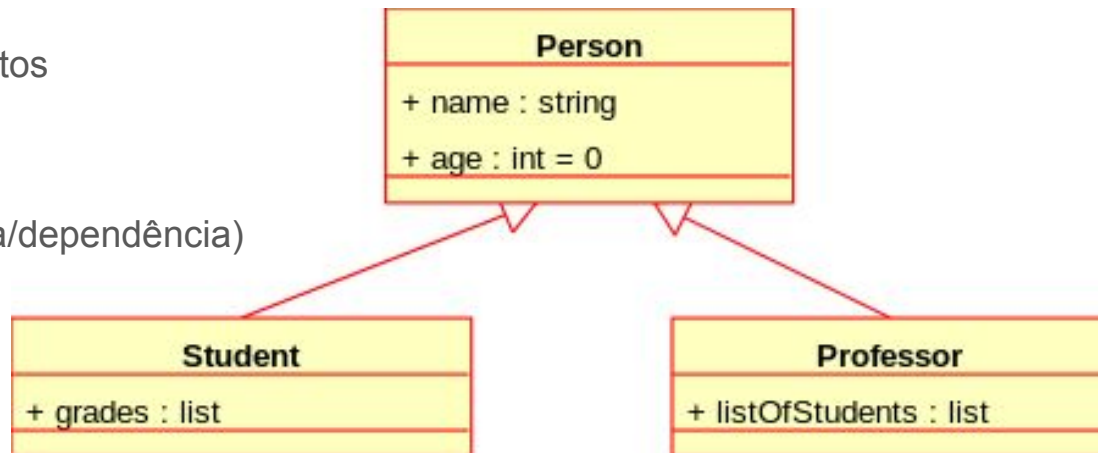 tos
a/dependência)
Person
+ name : string
+ age : int = 0
Student
+ grades : list
Professor
+ listOfStudents : list